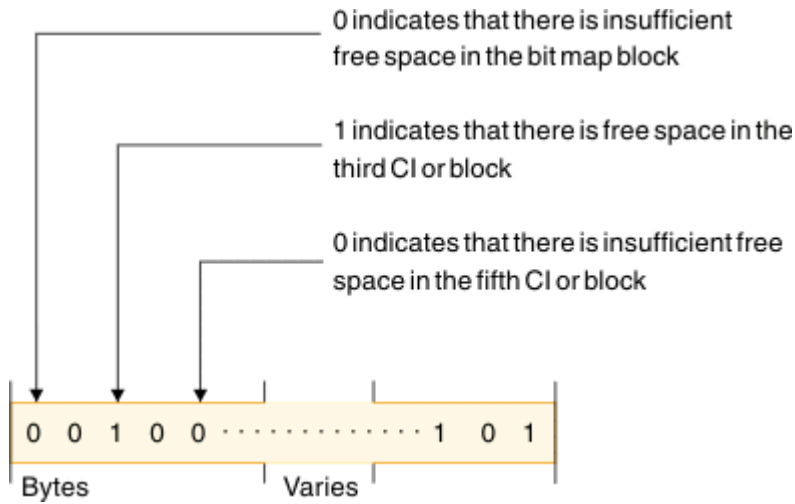 0 indicates that there is insufficient
free space in the bit map block
1 indicates that there is free space in the
third CI or block
0 indicates that there is insufficient free
space in the fifth CI or block
0 0 1 0 0 · · · · · · · · · · · · · · 1 0 1
Bytes Varies